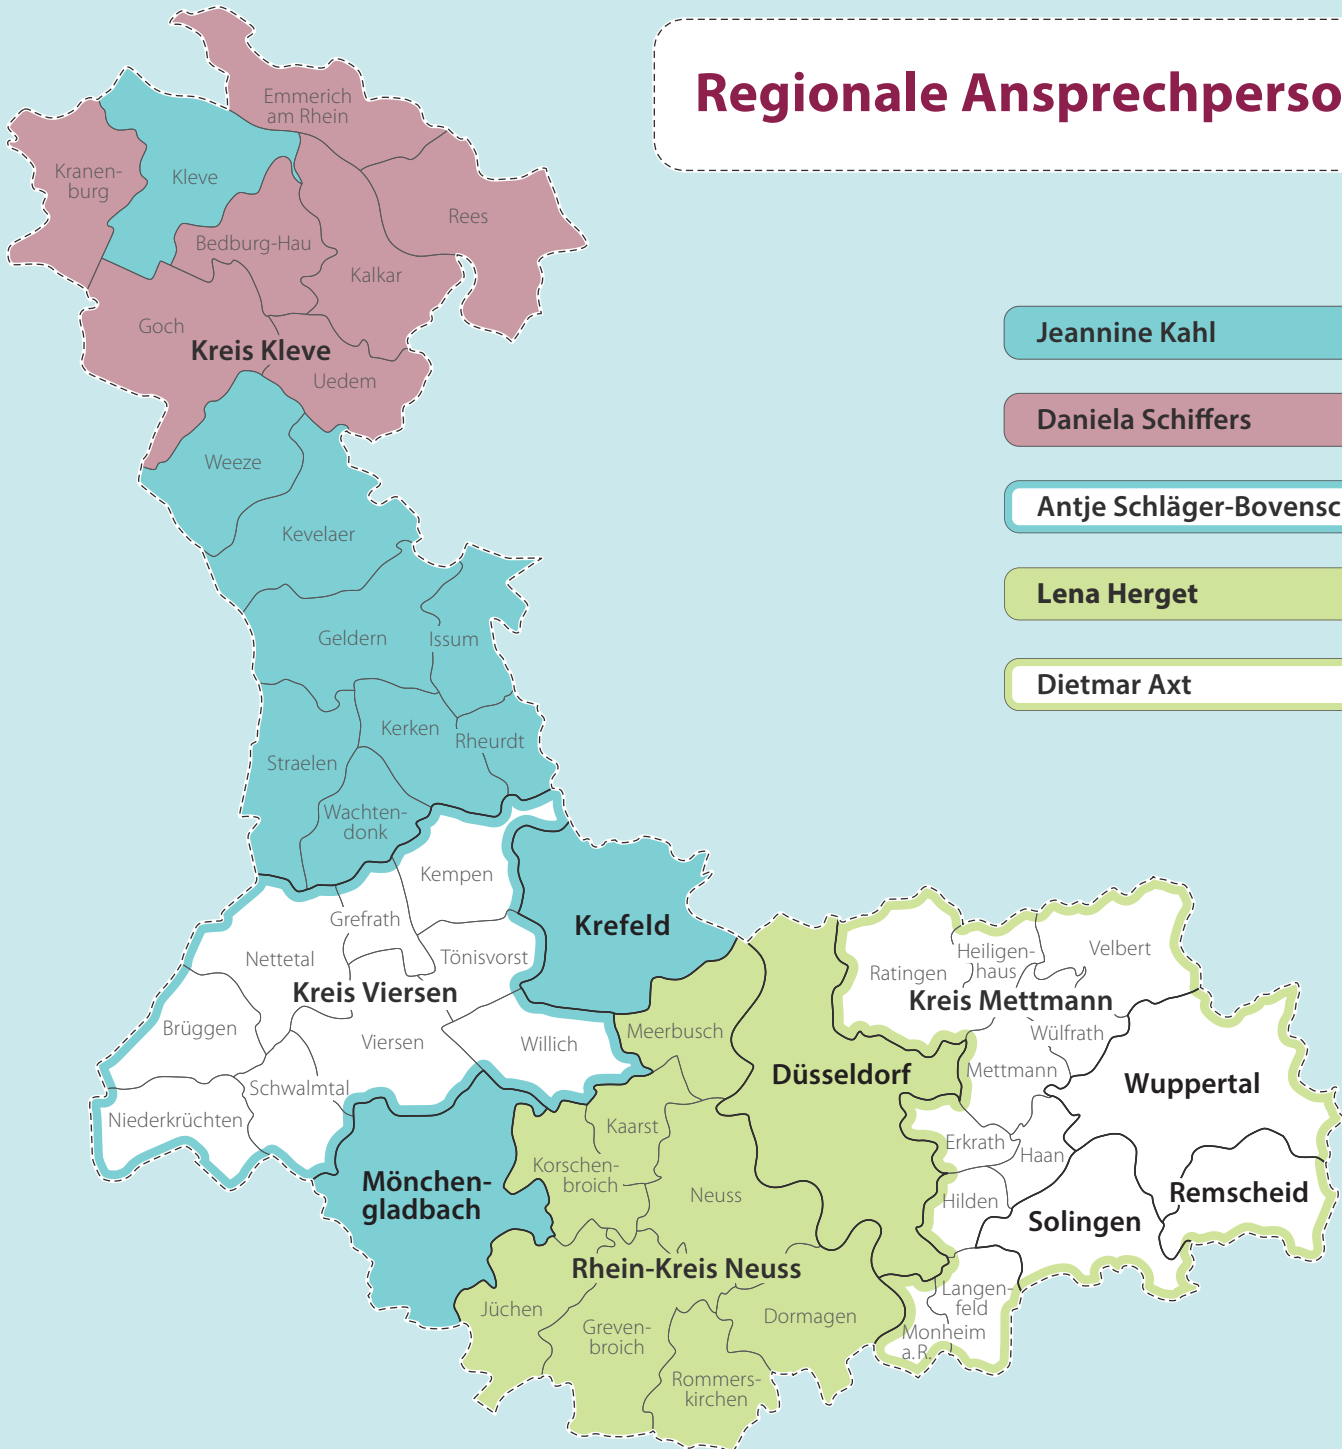 Regionale Ansprechperso
Emmerich
am Rhein
Kranen-
burg
Kleve
Rees
Bedburg-Hau
Kalkar
Goch
Kreis Kleve
Uedem
Jeannine Kahl
Daniela Schiffers
Antje Schläger-Bovensc
Lena Herget
Dietmar Axt
Weeze
Kevelaer
Geldern
Issum
Kerken
Rheurdt
Straelen
Wachten-
donk
Kempen
Grefrath
Krefeld
Nettetal
Tönisvorst
Kreis Viersen
Brüggen
Viersen
Willich
Schwalmtal
Niederkrüchten
Meerbusch
Düsseldorf
Ratingen
Heiligen-
haus
Velbert
Kreis Mettmann
Wülfrath
Mettmann
Wuppertal
Erkrath
Haan
Hilden
Solingen
Remscheid
Langen-
feld
Monheim
a.R.
Kaarst
Korschen-
broich
Neuss
Mönchen-
gladbach
Rhein-Kreis Neuss
Jüchen
Greven-
broich
Dormagen
Rommers-
kirchen